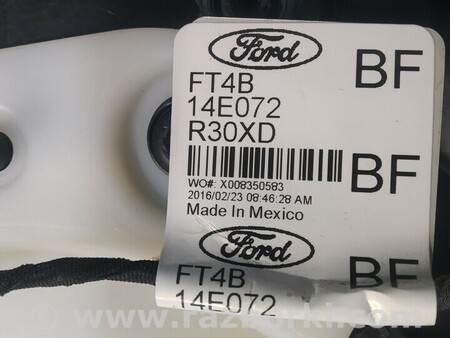 Ford
BF
FT4B
14E072
R30XD
WO#: X008350583
2016/02/23 08:46:28 AM
BF
Made In Mexico
Ford
BF
FT4B
14E072